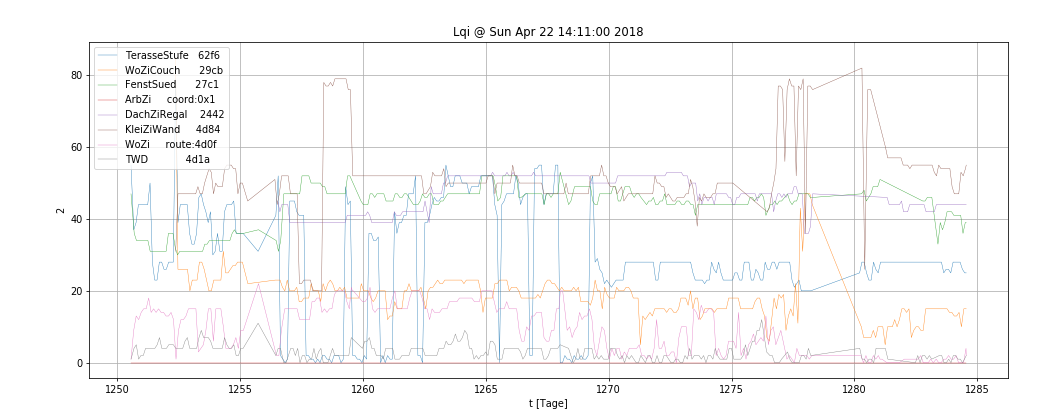 Lqi @ Sun Apr 22 14:11:00 2018
TerasseStufe 62f6
WoZiCouch 29cb
FenstSued 27c1
ArbZi coord:0x1
DachZiRegal 2442
KleiZiWand 4d84
WoZi route:4d0f
TWD 4d1a
80
60
40
20
0
2
1250 1255 1260 1265 1270 1275 1280 1285
t [Tage]